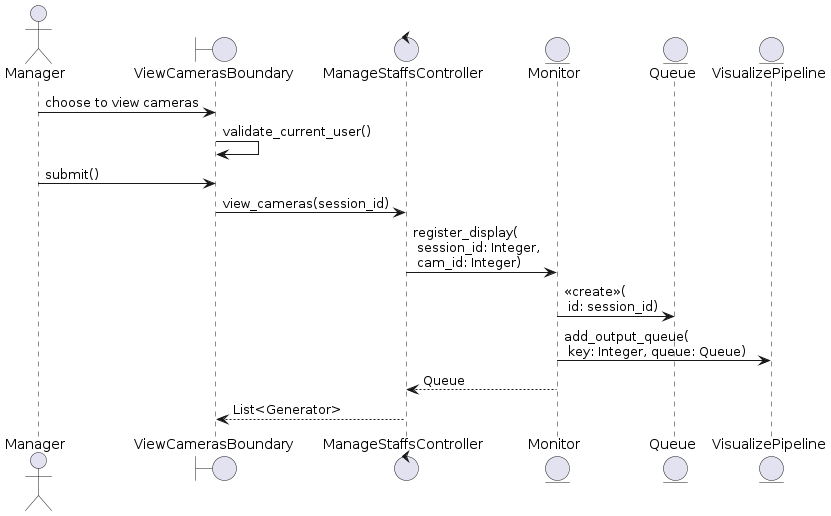 Manager ViewCamerasBoundary ManageStaffsController Monitor Queue VisualizePipeline
choose to view cameras
validate_current_user()
submit()
view_cameras(session_id)
register_display(
session_id: Integer,
cam_id: Integer)
«create»(
id: session_id)
add_output_queue(
key: Integer, queue: Queue)
Queue
List<Generator>
Manager ViewCamerasBoundary ManageStaffsController Monitor Queue VisualizePipeline